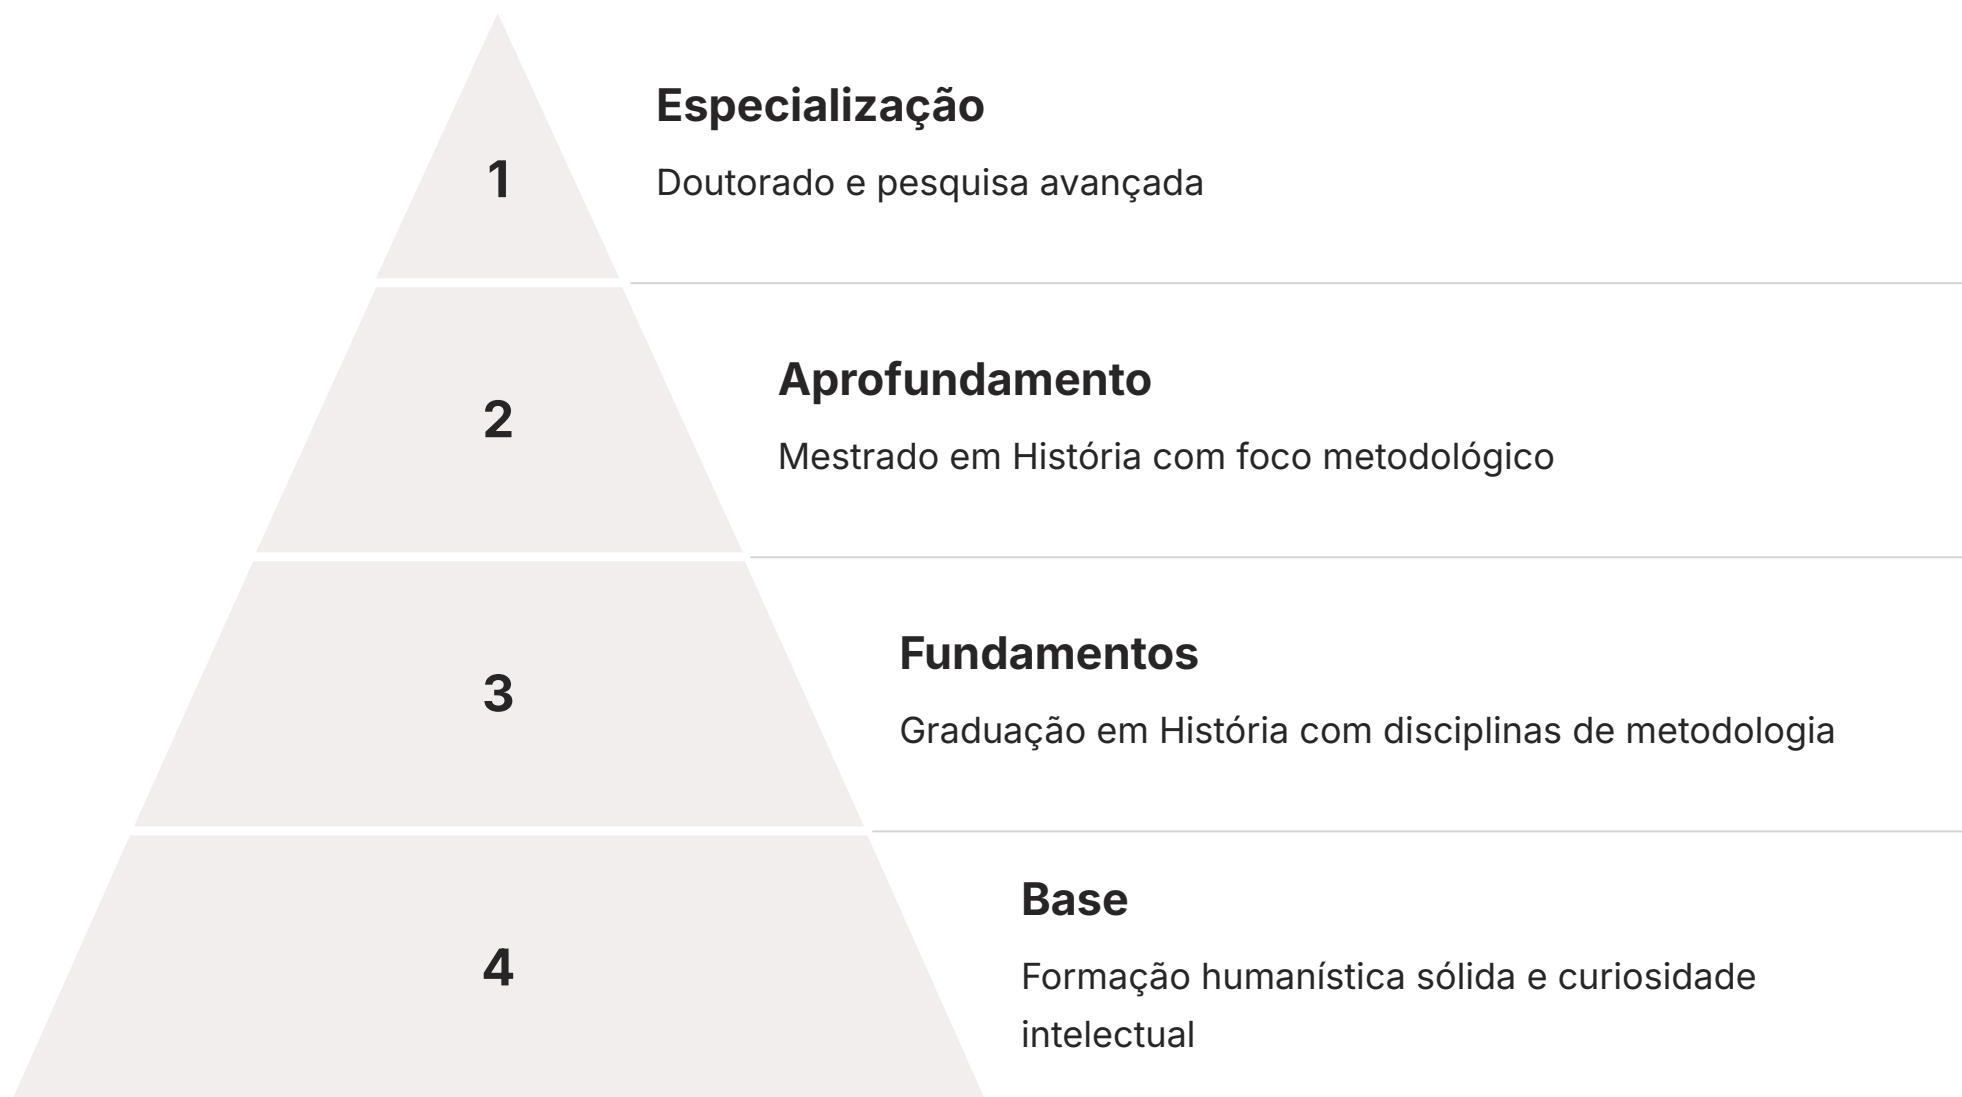 Especialização
1
Doutorado e pesquisa avançada
Aprofundamento
2
Mestrado em História com foco metodológico
Fundamentos
3
Graduação em História com disciplinas de metodologia
Base
4
Formação humanística sólida e curiosidade
intelectual